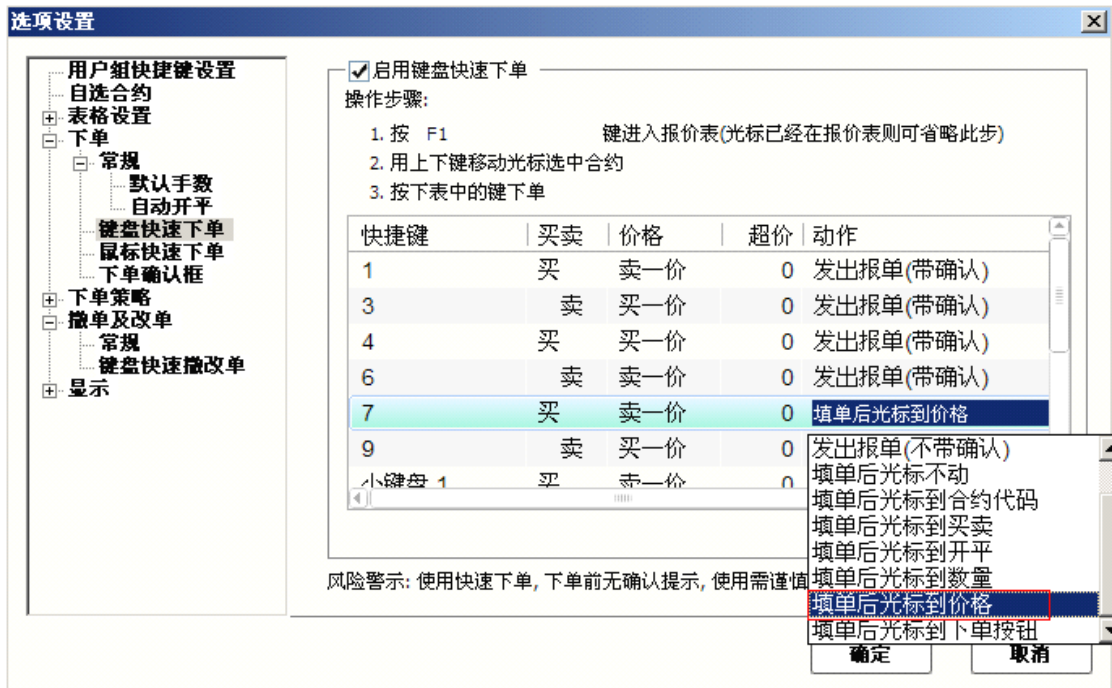 选项设置
用户组快捷键设置
自选合约
表格设置
下单
常规
默认手数
自动开平
键盘快速下单
鼠标快速下单
下单确认框
下单策略
撤单及改单
常规
键盘快速撤改单
显示
启用键盘快速下单
操作步骤:
1. 按 F1 键进入报价表(光标已经在报价表则可省略此步)
2. 用上下键移动光标选中合约
3. 按下表中的键下单
快捷键 买卖 价格 超价 动作
1 买 卖一价 0 发出报单(带确认)
3 卖 买一价 0 发出报单(带确认)
4 买 买一价 0 发出报单(带确认)
6 卖 卖一价 0 发出报单(带确认)
7 买 卖一价 0 填单后光标到价格
9 卖 买一价 0
小键盘 1 买 卖一价 0
发出报单(不带确认)
填单后光标不动
填单后光标到合约代码
填单后光标到买卖
填单后光标到开平
填单后光标到数量
填单后光标到价格
填单后光标到下单按钮
风险警示: 使用快速下单, 下单前无确认提示, 使用需谨慎
确定 取消